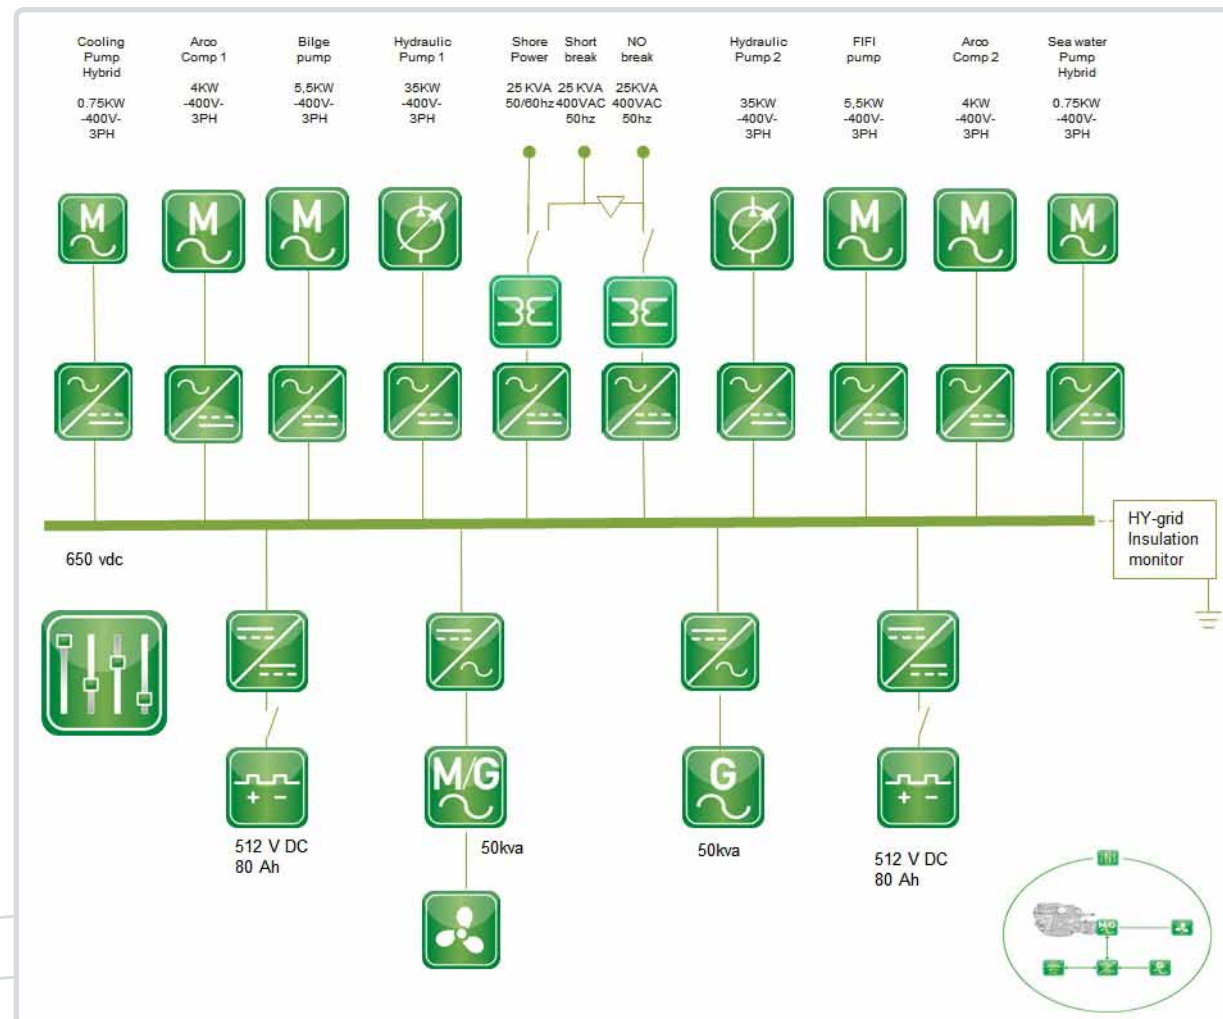 Cooling
Pump
Hybrid
0.75KW
-400V-
3PH
Arco
Comp 1
4KW
-400V-
3PH
Bilge
pump
5,5KW
-400V-
3PH
Hydraulic
Pump 1
35KW
-400V-
3PH
Shore
Power
25 KVA
50/60hz
Short
break
25 KVA
400VAC
50hz
NO
break
25KVA
400VAC
50hz
Hydraulic
Pump 2
35KW
-400V-
3PH
FIFI
pump
5,5KW
-400V-
3PH
Arco
Comp 2
4KW
-400V-
3PH
Sea water
Pump
Hybrid
0.75KW
-400V-
3PH
M
M
M
M
M
M
650 vdc
HY-grid
Insulation
monitor
M/G
G
+ -
+ -
512 V DC
80 Ah
50kva
50kva
512 V DC
80 Ah
M/G